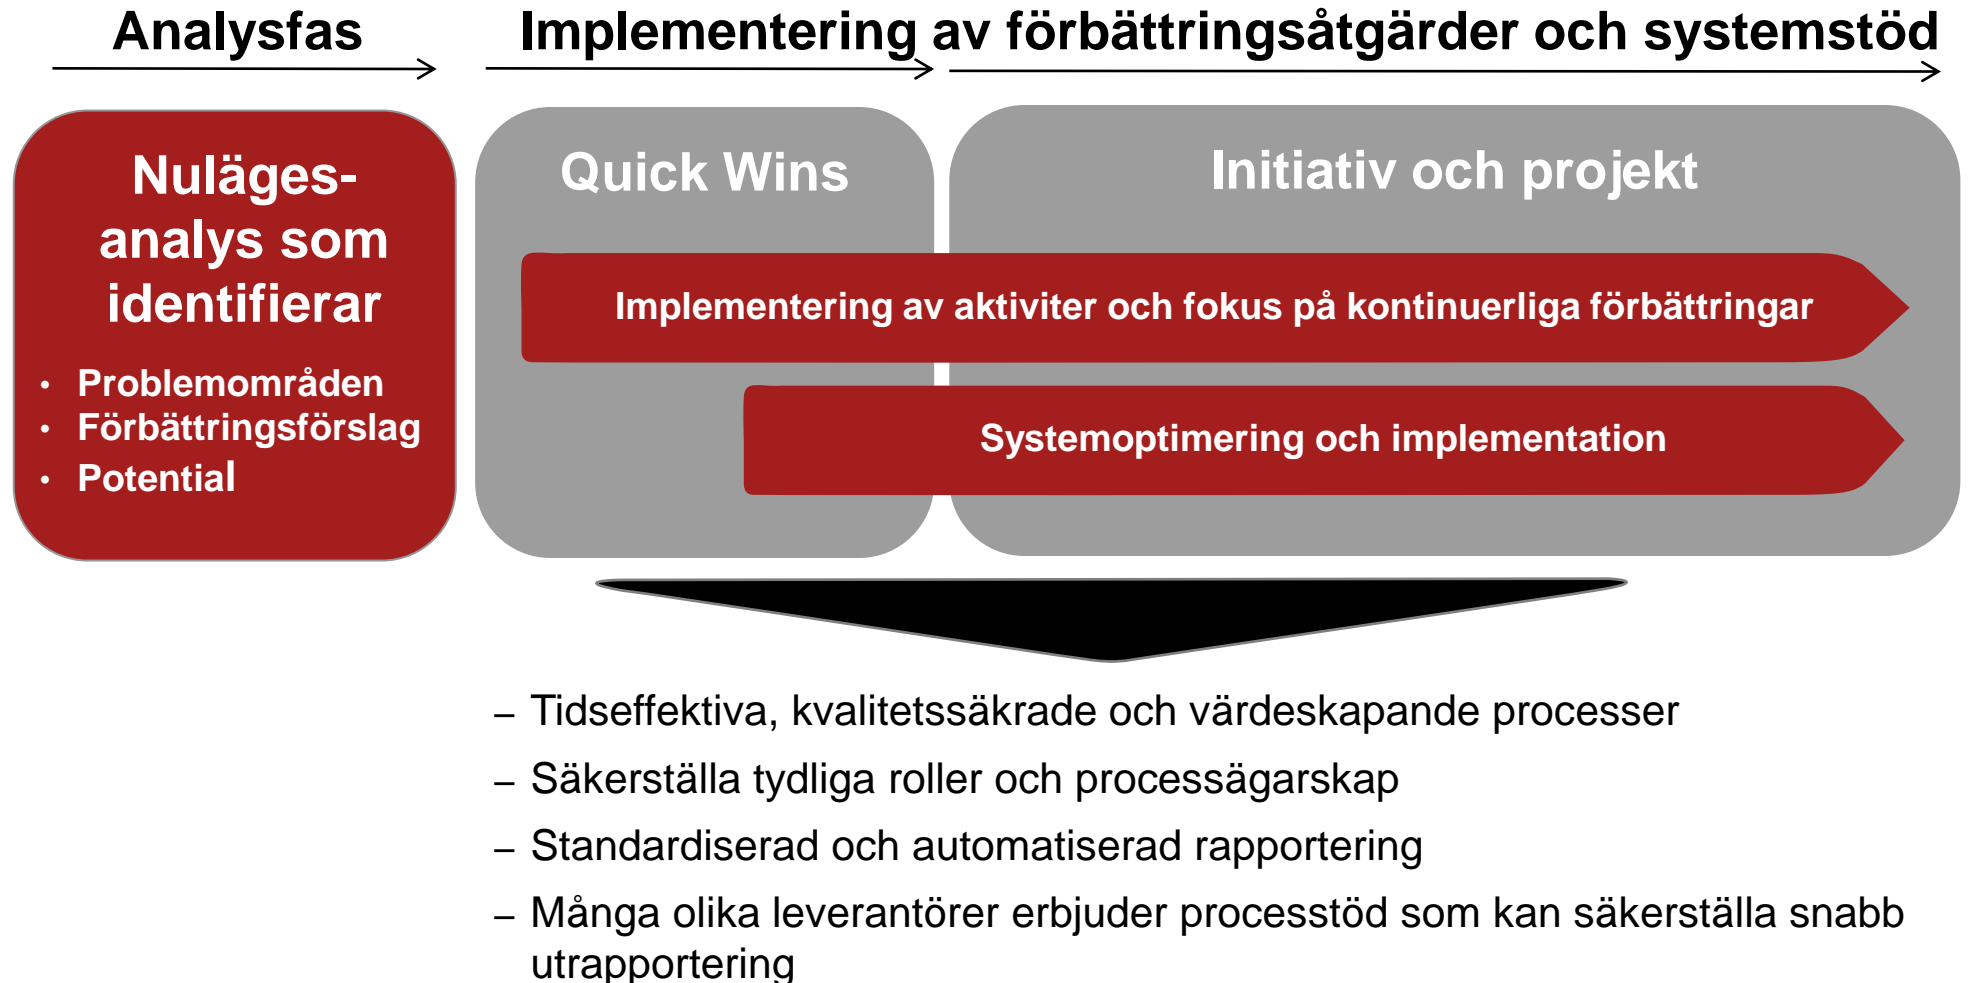 Analysfas
Implementering av förbättringsåtgärder och systemstöd
Nuläges-
analys som
identifierar
• Problemområden
• Förbättringsförslag
• Potential
Quick Wins
Initiativ och projekt
Implementering av aktiviter och fokus på kontinuerliga förbättringar
Systemoptimering och implementation
– Tidseffektiva, kvalitetssäkrade och värdeskapande processer
– Säkerställa tydliga roller och processägarskap
– Standardiserad och automatiserad rapportering
– Många olika leverantörer erbjuder processtöd som kan säkerställa snabb
utrapportering